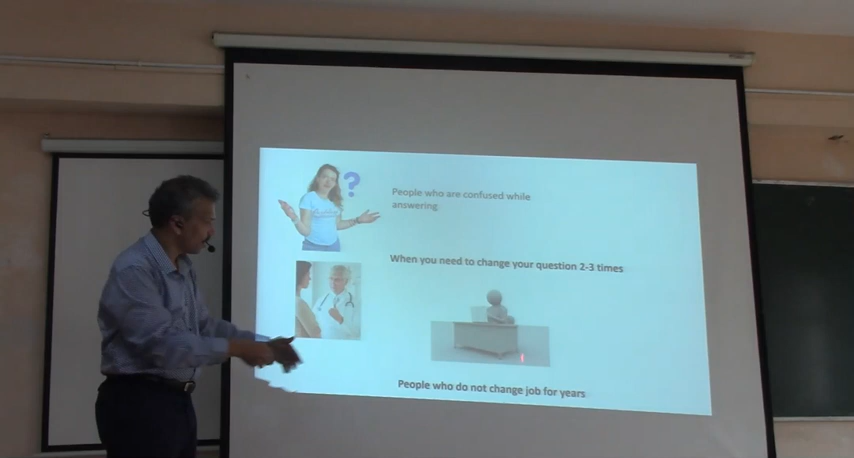 ?
People who are confused while
answering
When you need to change your question 2-3 times
People who do not change job for years